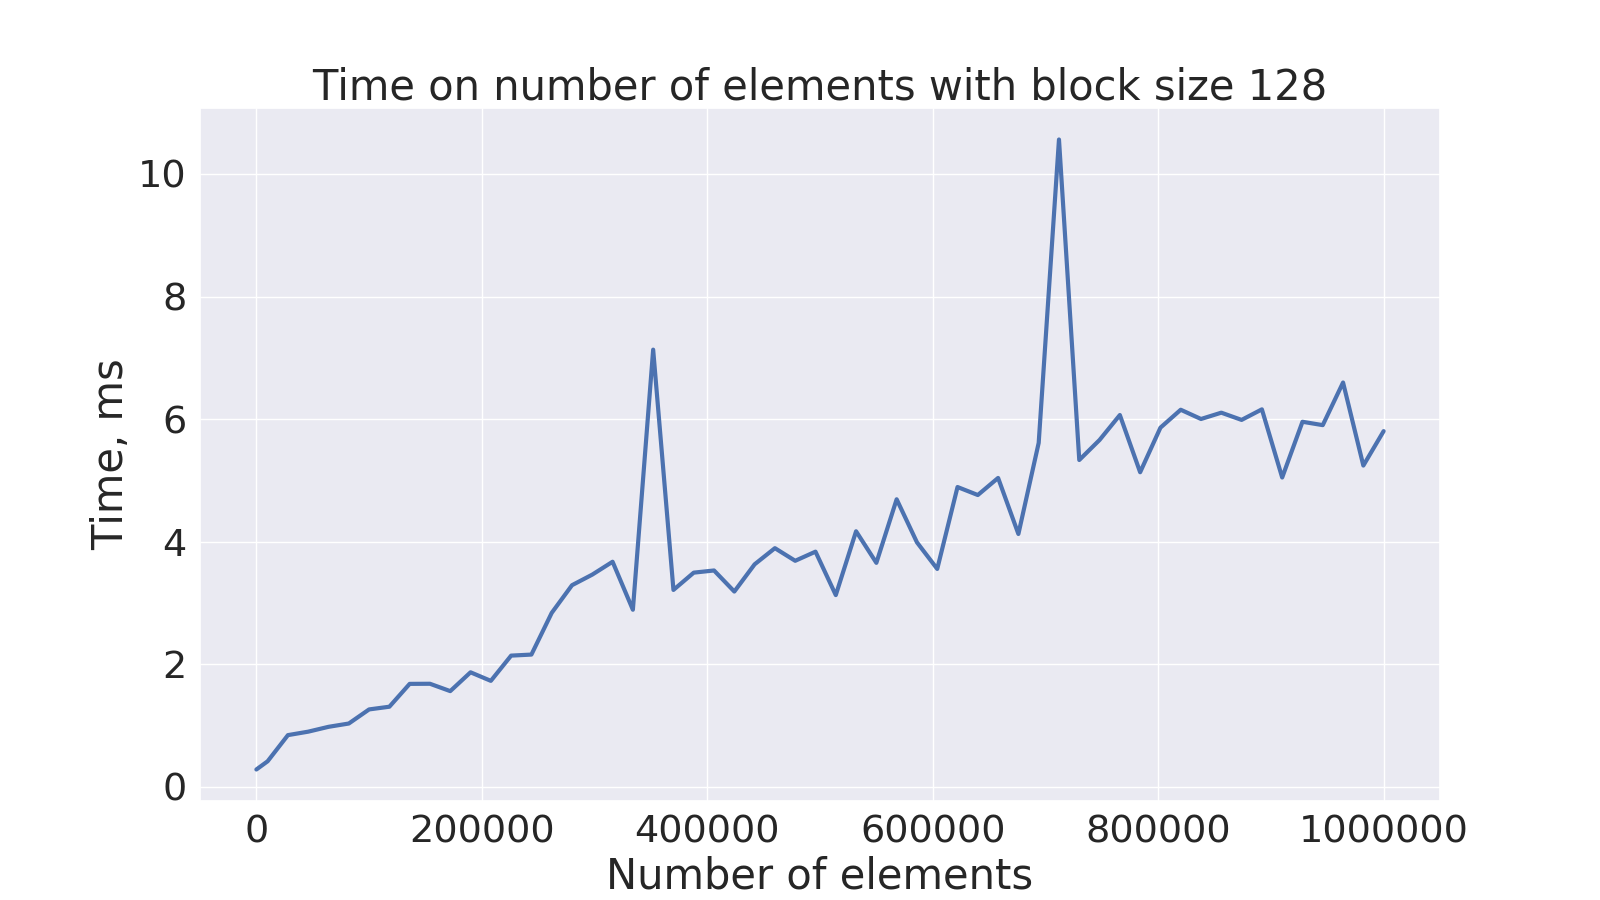 Time on number of elements with block size 128
10
8
6
4
2
0
Time, ms
0 200000 400000 600000 800000 1000000
Number of elements